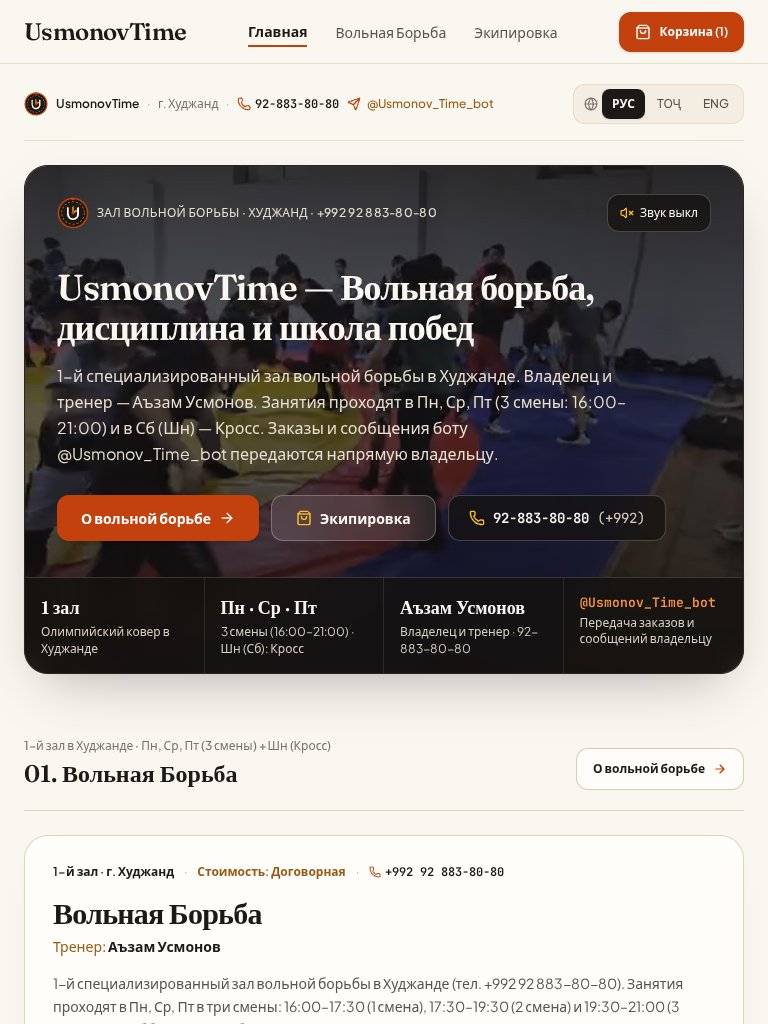 UsmonovTime
Главная
Вольная Борьба
Экипировка
Корзина (1)
UsmonovTime · г. Худжанд · 92-883-80-80 @Usmonov_Time_bot
РУС
ТОҶ
ENG
ЗАЛ ВОЛЬНОЙ БОРЬБЫ · ХУДЖАНД · +992 92 883-80-80
Звук выкл
UsmonovTime — Вольная борьба,
дисциплина и школа побед
1-й специализированный зал вольной борьбы в Худжанде. Владелец и
тренер — Аъзам Усмонов. Занятия проходят в Пн, Ср, Пт (3 смены: 16:00–
21:00) и в Сб (Шн) — Кросс. Заказы и сообщения боту
@Usmonov_Time_bot передаются напрямую владельцу.
О вольной борьбе →
Экипировка
92-883-80-80 (+992)
1 зал
Олимпийский ковер в
Худжанде
Пн · Ср · Пт
3 смены (16:00–21:00) ·
Шн (Сб): Кросс
Аъзам Усмонов
Владелец и тренер · 92-
883-80-80
@Usmonov_Time_bot
Передача заказов и
сообщений владельцу
1-й зал в Худжанде · Пн, Ср, Пт (3 смены) + Шн (Кросс)
01. Вольная Борьба
О вольной борьбе →
1-й зал · г. Худжанд · Стоимость: Договорная · +992 92 883-80-80
Вольная Борьба
Тренер: Аъзам Усмонов
1-й специализированный зал вольной борьбы в Худжанде (тел. +992 92 883-80-80). Занятия
проходят в Пн, Ср, Пт в три смены: 16:00–17:30 (1 смена), 17:30–19:30 (2 смена) и 19:30–21:00 (3